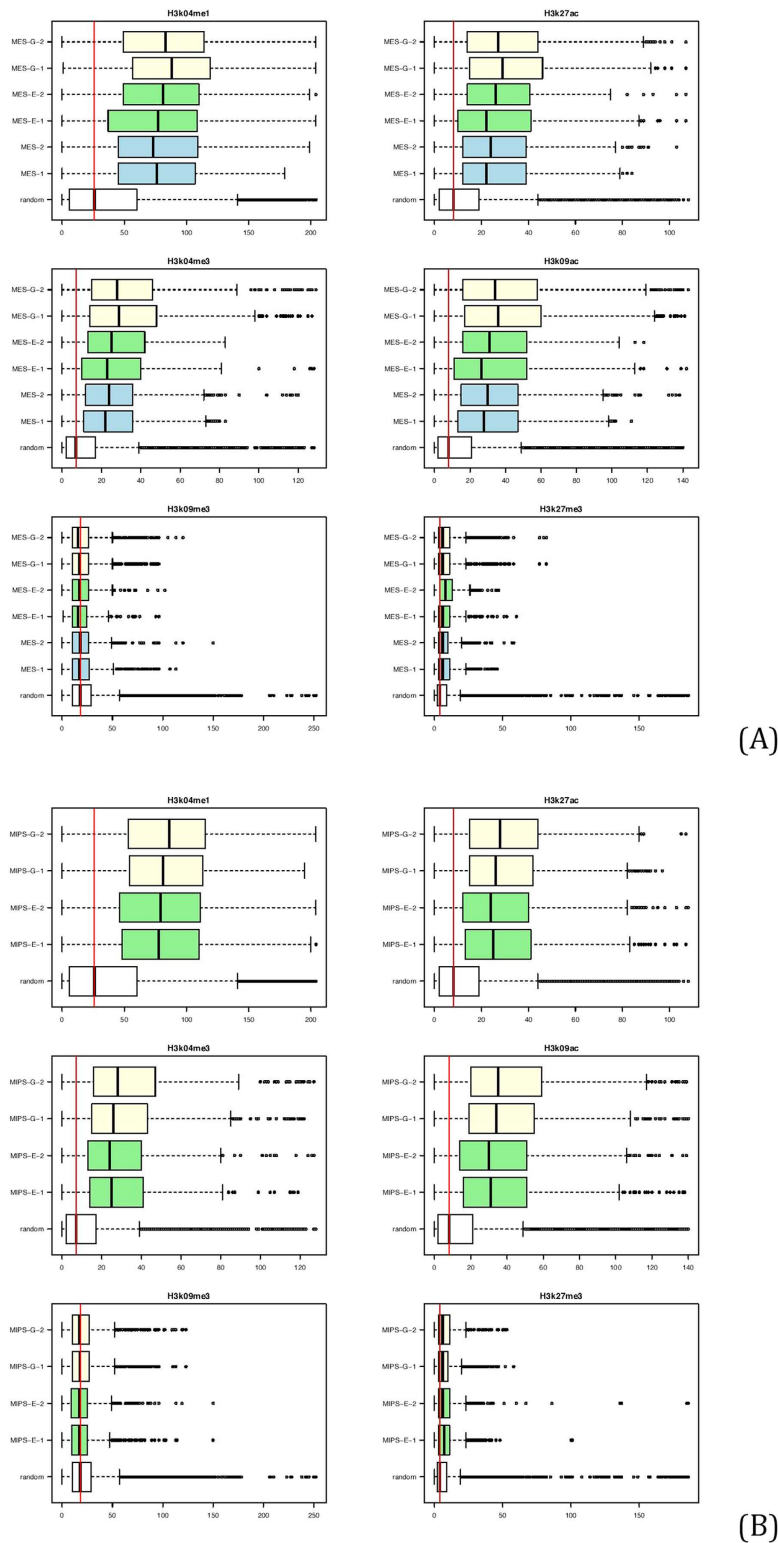 H3k04me1
MES-G-2
MES-G-1
MES-E-2
MES-E-1
MES-2
MES-1
random
0 50 100 150 200
H3k27ac
MES-G-2
MES-G-1
MES-E-2
MES-E-1
MES-2
MES-1
random
0 20 40 60 80 100
H3k04me3
MES-G-2
MES-G-1
MES-E-2
MES-E-1
MES-2
MES-1
random
0 20 40 60 80 100 120
H3k09ac
MES-G-2
MES-G-1
MES-E-2
MES-E-1
MES-2
MES-1
random
0 20 40 60 80 100 120 140
H3k09me3
MES-G-2
MES-G-1
MES-E-2
MES-E-1
MES-2
MES-1
random
0 50 100 150 200 250
H3k27me3
MES-G-2
MES-G-1
MES-E-2
MES-E-1
MES-2
MES-1
random
0 50 100 150
(A)
H3k04me1
MIPS-G-2
MIPS-G-1
MIPS-E-2
MIPS-E-1
random
0 50 100 150 200
H3k27ac
MIPS-G-2
MIPS-G-1
MIPS-E-2
MIPS-E-1
random
0 20 40 60 80 100
H3k04me3
MIPS-G-2
MIPS-G-1
MIPS-E-2
MIPS-E-1
random
0 20 40 60 80 100 120
H3k09ac
MIPS-G-2
MIPS-G-1
MIPS-E-2
MIPS-E-1
random
0 20 40 60 80 100 120 140
H3k09me3
MIPS-G-2
MIPS-G-1
MIPS-E-2
MIPS-E-1
random
0 50 100 150 200 250
H3k27me3
MIPS-G-2
MIPS-G-1
MIPS-E-2
MIPS-E-1
random
0 50 100 150
(B)